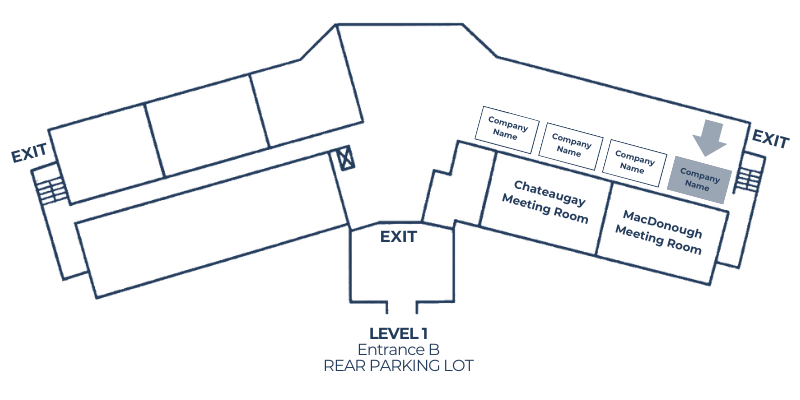 EXIT
Company
Name
Company
Name
Company
Name
Company
Name
EXIT
Chateaugay
Meeting Room
MacDonough
Meeting Room
EXIT
LEVEL 1
Entrance B
REAR PARKING LOT